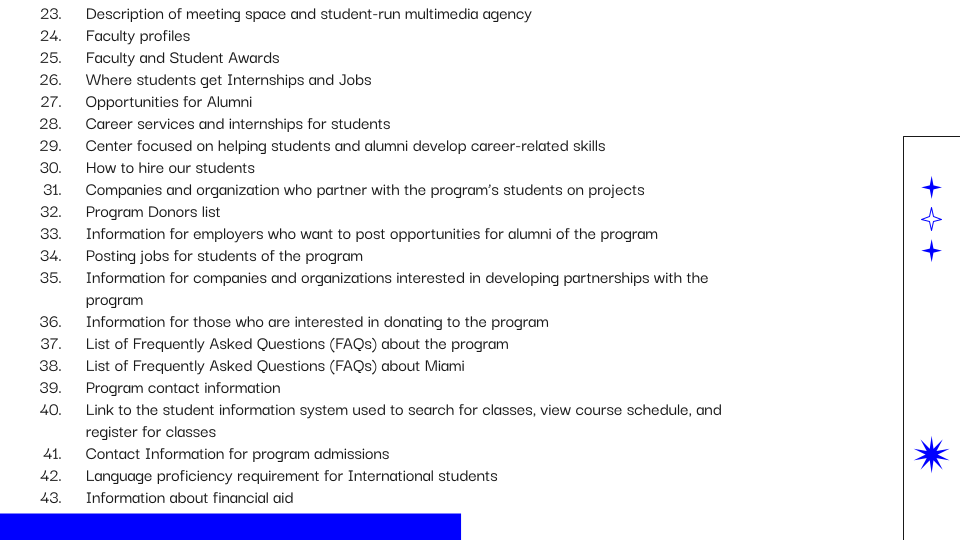 23. Description of meeting space and student-run multimedia agency
24. Faculty profiles
25. Faculty and Student Awards
26. Where students get Internships and Jobs
27. Opportunities for Alumni
28. Career services and internships for students
29. Center focused on helping students and alumni develop career-related skills
30. How to hire our students
31. Companies and organization who partner with the program's students on projects
32. Program Donors list
33. Information for employers who want to post opportunities for alumni of the program
34. Posting jobs for students of the program
35. Information for companies and organizations interested in developing partnerships with the
program
36. Information for those who are interested in donating to the program
37. List of Frequently Asked Questions (FAQs) about the program
38. List of Frequently Asked Questions (FAQs) about Miami
39. Program contact information
40. Link to the student information system used to search for classes, view course schedule, and
register for classes
41. Contact Information for program admissions
42. Language proficiency requirement for International students
43. Information about financial aid